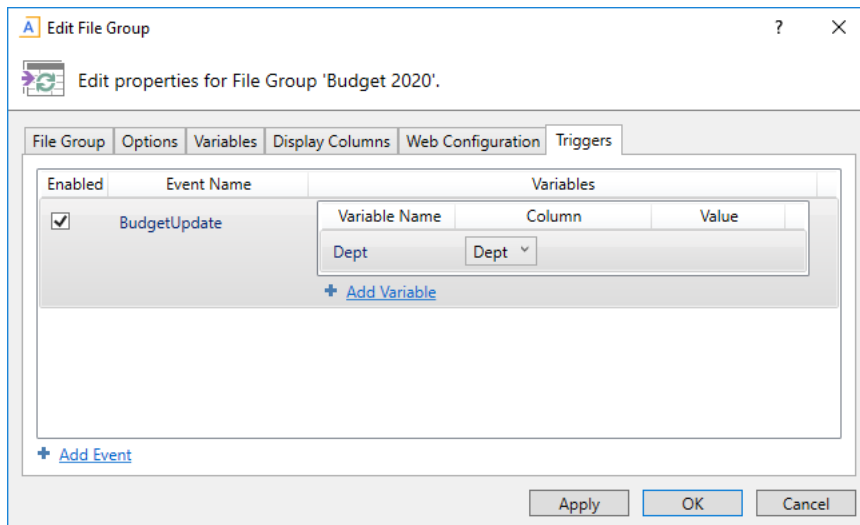 A Edit File Group ?
Edit properties for File Group 'Budget 2020'.
File Group Options Variables Display Columns Web Configuration Triggers
Enabled Event Name Variables
BudgetUpdate Variable Name Column Value
Dept Dept
+ Add Variable
+ Add Event
Apply OK Cancel